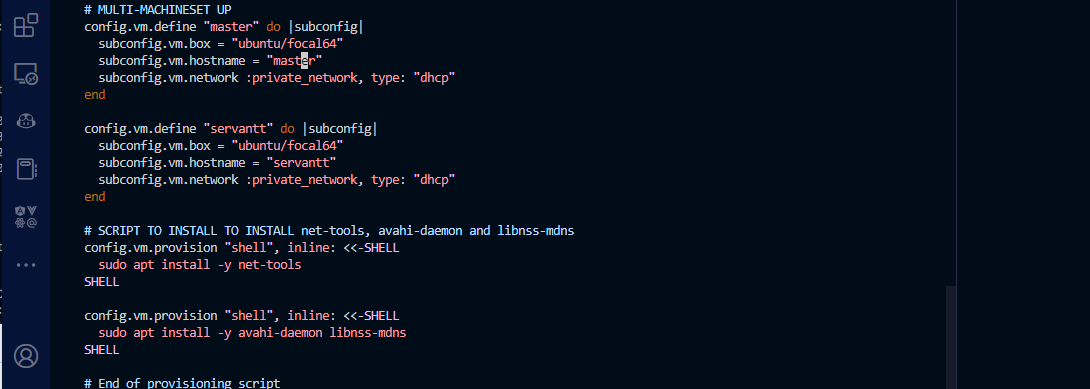 # MULTI-MACHINESET UP
config.vm.define "master" do |subconfig|
subconfig.vm.box = "ubuntu/focal64"
subconfig.vm.hostname = "master"
subconfig.vm.network :private_network, type: "dhcp"
end
config.vm.define "servantt" do |subconfig|
subconfig.vm.box = "ubuntu/focal64"
subconfig.vm.hostname = "servantt"
subconfig.vm.network :private_network, type: "dhcp"
end
# SCRIPT TO INSTALL TO INSTALL net-tools, avahi-daemon and libnss-mdns
config.vm.provision "shell", inline: <<-SHELL
sudo apt install -y net-tools
SHELL
config.vm.provision "shell", inline: <<-SHELL
sudo apt install -y avahi-daemon libnss-mdns
SHELL
# End of provisioning script